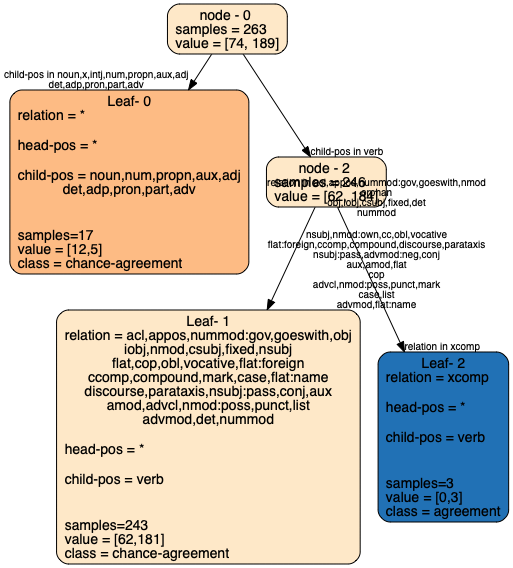 node - 0
samples = 263
value = [74, 189]
child-pos in noun,x,intj,num,propn,aux,adj
det,adp,pron,part,adv
Leaf- 0
relation = *
head-pos = *
child-pos = noun,num,propn,aux,adj
det,adp,pron,part,adv
samples=17
value = [12,5]
class = chance-agreement
child-pos in verb
node - 2
samples = 246
value = [62, 184]
appos,nummod:gov,goeswith,nmod
obj,iobj,csubj,fixed,det
nummod
nsubj,nmod:own,cc,obl,vocative
flat:foreign,ccomp,compound,discourse,parataxis
nsubj:pass,advmod:neg,conj
aux,amod,flat
cop
advcl,nmod:poss,punct,mark
case,list
advmod,flat:name
Leaf- 1
relation = acl,appos,nummod:gov,goeswith,obj
iobj,nmod,csubj,fixed,nsubj
flat,cop,obl,vocative,flat:foreign
ccomp,compound,mark,case,flat:name
discourse,parataxis,nsubj:pass,conj,aux
amod,advcl,nmod:poss,punct,list
advmod,det,nummod
head-pos = *
child-pos = verb
samples=243
value = [62,181]
class = chance-agreement
relation in xcomp
Leaf- 2
relation = xcomp
head-pos = *
child-pos = verb
samples=3
value = [0,3]
class = agreement